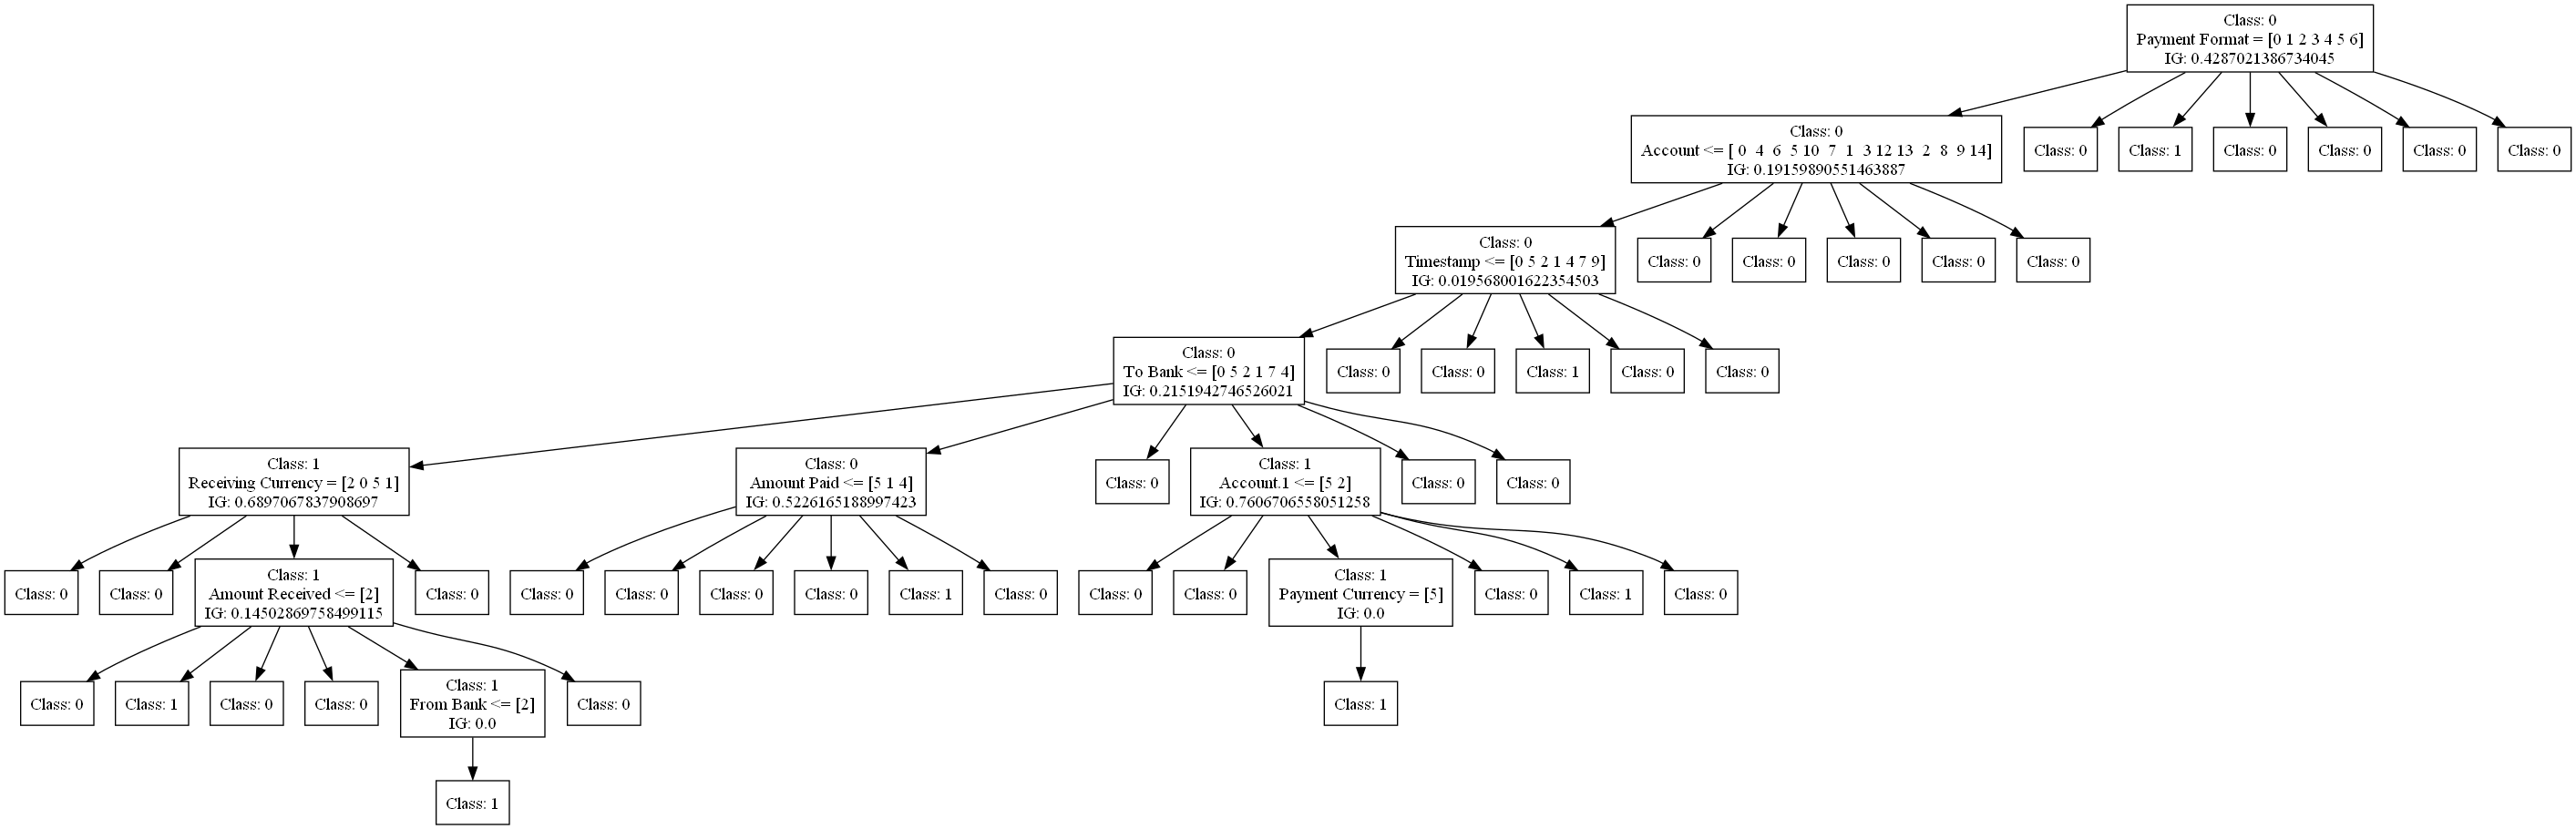 Class: 0
Payment Format = [0 1 2 3 4 5 6]
IG: 0.4287021386734045
Class: 0
Account <= [ 0  4  6  5 10  7  1  3 12 13  2  8  9 14]
IG: 0.19159890551463887
Class: 0
Class: 1
Class: 0
Class: 0
Class: 0
Class: 0
Class: 0
Timestamp <= [0 5 2 1 4 7 9]
IG: 0.019568001622354503
Class: 0
Class: 0
Class: 0
Class: 0
Class: 0
Class: 0
To Bank <= [0 5 2 1 7 4]
IG: 0.2151942746526021
Class: 0
Class: 0
Class: 1
Class: 0
Class: 0
Class: 1
Receiving Currency = [2 0 5 1]
IG: 0.6897067837908697
Class: 0
Amount Paid <= [5 1 4]
IG: 0.5226165188997423
Class: 0
Class: 1
Account.1 <= [5 2]
IG: 0.7606706558051258
Class: 0
Class: 0
Class: 0
Class: 0
Class: 1
Amount Received <= [2]
IG: 0.14502869758499115
Class: 0
Class: 0
Class: 0
Class: 0
Class: 0
Class: 1
Class: 0
Class: 0
Class: 0
Class: 1
Payment Currency = [5]
IG: 0.0
Class: 0
Class: 1
Class: 0
Class: 0
Class: 1
Class: 0
Class: 0
Class: 1
From Bank <= [2]
IG: 0.0
Class: 0
Class: 1
Class: 1